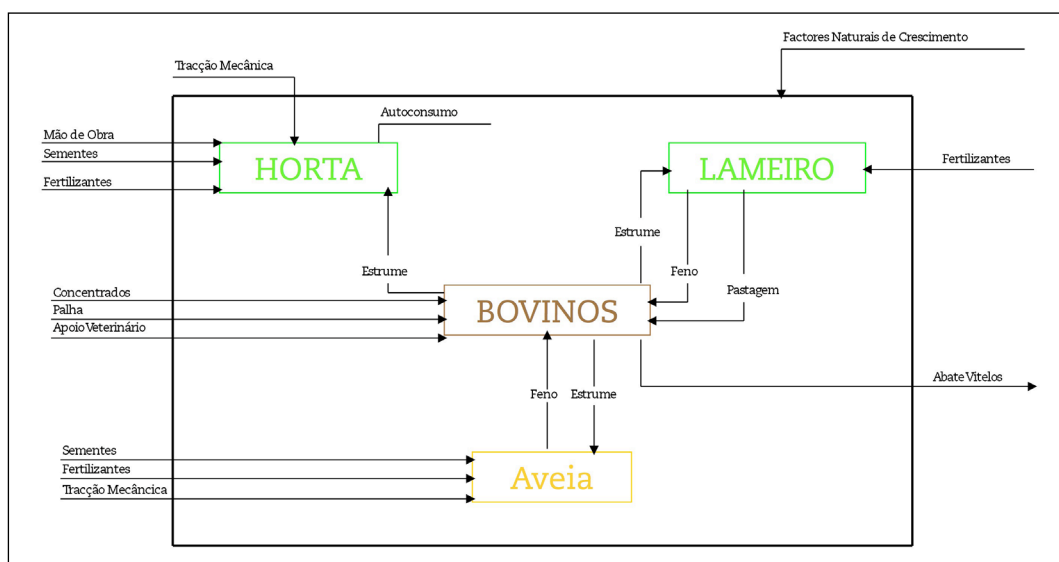 Factores Naturais de Crescimento
Tracção Mecânica
Autoconsumo
Mão de Obra
Sementes
Fertilizantes
HORTA
LAMEIRO
Fertilizantes
Estrume
Estrume
Feno
Pastagem
Concentrados
Palha
Apoio Veterinário
BOVINOS
Abate Vitelos
Feno
Estrume
Sementes
Fertilizantes
Tracção Mecâncica
Aveia